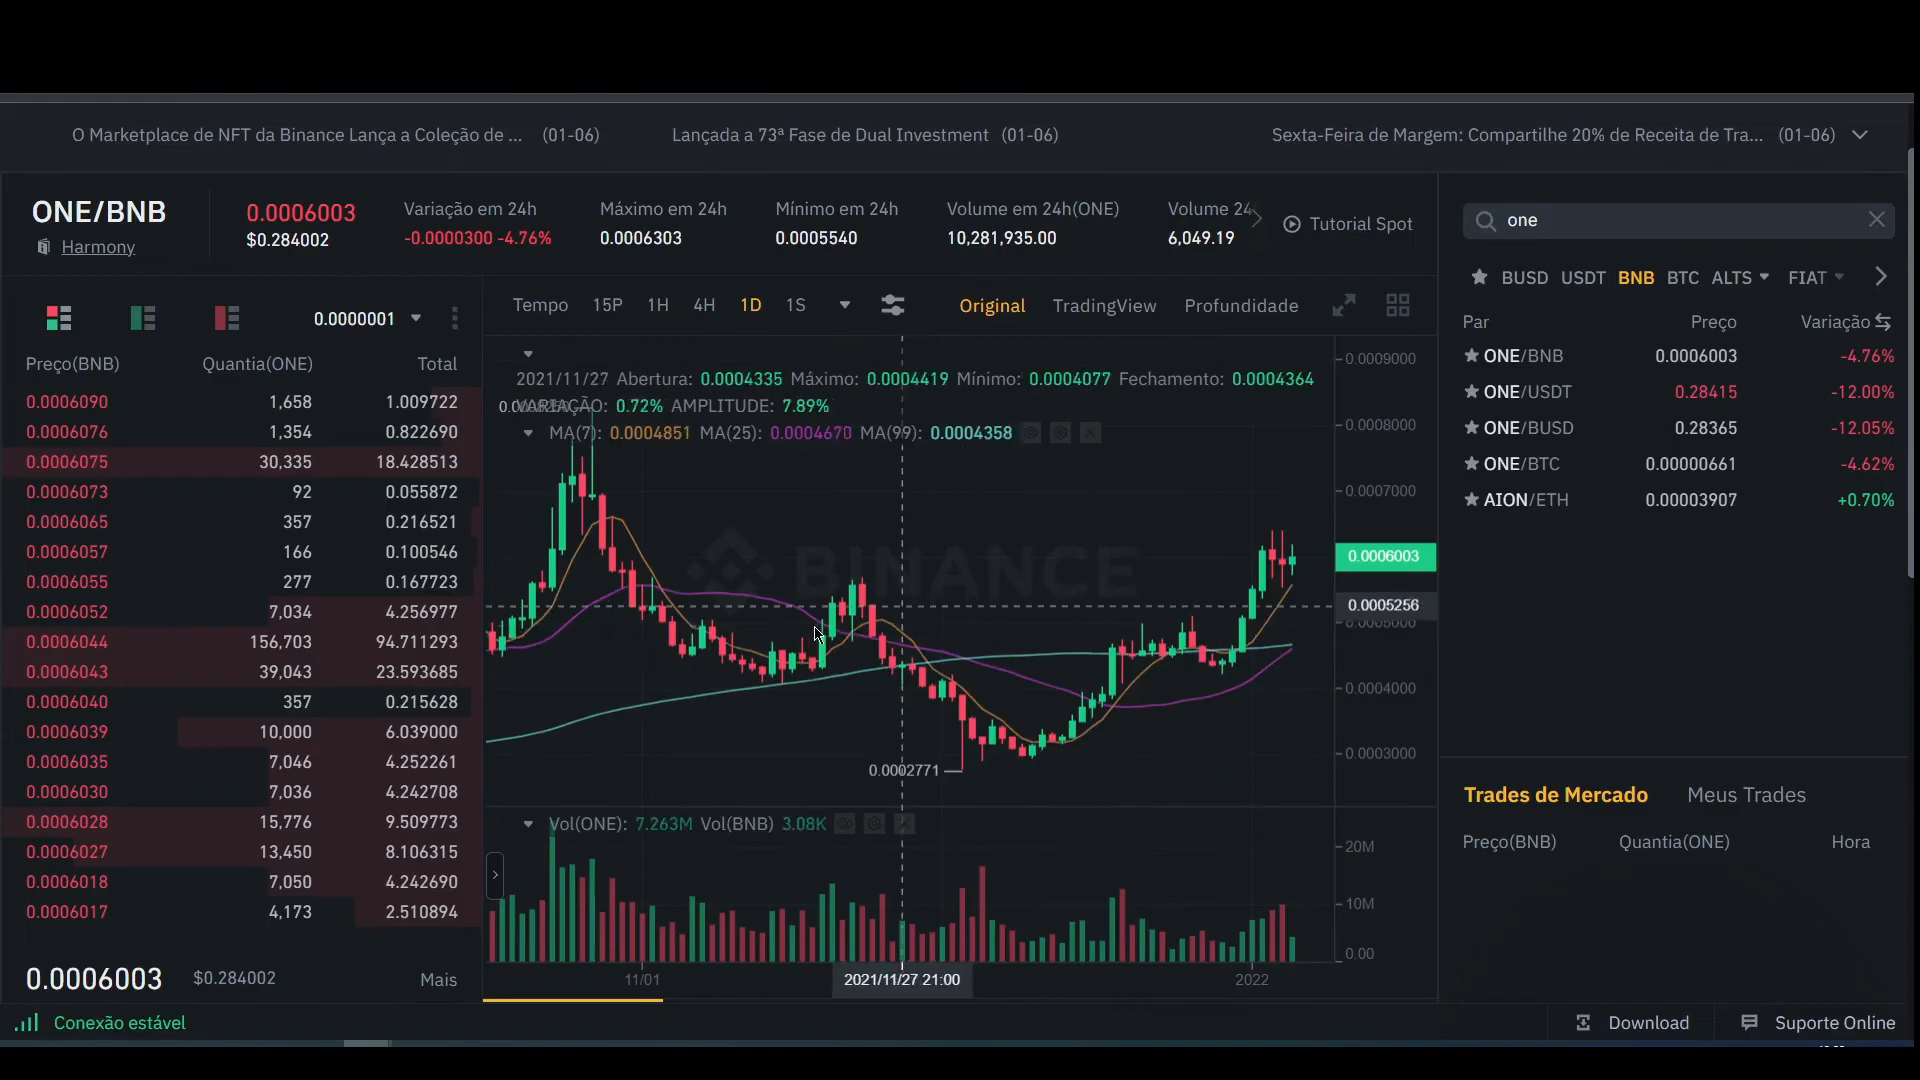 O Marketplace de NFT da Binance Lança a Coleção de ... (01-06) Lançada a 73ª Fase de Dual Investment (01-06) Sexta-Feira de Margem: Compartilhe 20% de Receita de Tra... (01-06)
ONE/BNB
Harmony
0.0006003
$0.284002
Variação em 24h
-0.0000300 -4.76%
Máximo em 24h
0.0006303
Mínimo em 24h
0.0005540
Volume em 24h(ONE)
10,281,935.00
Volume 24
6,049.19
Tutorial Spot
0.0000001
Preço(BNB) Quantia(ONE) Total
0.0006090 1,658 1.009722
0.0006076 1,354 0.822690
0.0006075 30,335 18.428513
0.0006073 92 0.055872
0.0006065 357 0.216521
0.0006057 166 0.100546
0.0006055 277 0.167723
0.0006052 7,034 4.256977
0.0006044 156,703 94.711293
0.0006043 39,043 23.593685
0.0006040 357 0.215628
0.0006039 10,000 6.039000
0.0006035 7,046 4.252261
0.0006030 7,036 4.242708
0.0006028 15,776 9.509773
0.0006027 13,450 8.106315
0.0006018 7,050 4.242690
0.0006017 4,173 2.510894
0.0006003 $0.284002 Mais
Tempo 15P 1H 4H 1D 1S Original TradingView Profundidade
2021/11/27 Abertura: 0.0004335 Máximo: 0.0004419 Mínimo: 0.0004077 Fechamento: 0.0004364
VARIAÇÃO: 0.72% AMPLITUDE: 7.89%
MA(7): 0.0004851 MA(25): 0.0004670 MA(99): 0.0004358
BINANCE
0.0009000
0.0008000
0.0007000
0.0006003
0.0005256
0.0005000
0.0004000
0.0003000
0.0002771
Vol(ONE): 7.263M Vol(BNB) 3.08K
20M
10M
0.00
11/01 2021/11/27 21:00 2022
one
BUSD USDT BNB BTC ALTS FIAT
Par Preço Variação
ONE/BNB 0.0006003 -4.76%
ONE/USDT 0.28415 -12.00%
ONE/BUSD 0.28365 -12.05%
ONE/BTC 0.00000661 -4.62%
AION/ETH 0.00003907 +0.70%
Trades de Mercado Meus Trades
Preço(BNB) Quantia(ONE) Hora
Conexão estável Download Suporte Online